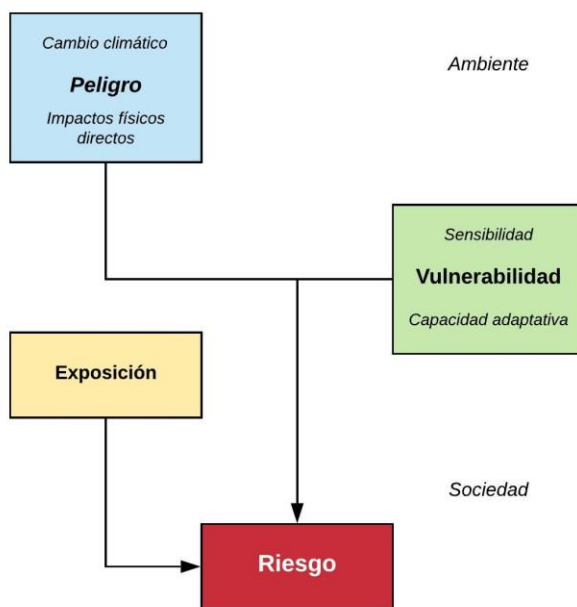 Cambio climático
Peligro
Impactos físicos
directos
Ambiente
Sensibilidad
Vulnerabilidad
Capacidad adaptativa
Exposición
Sociedad
Riesgo